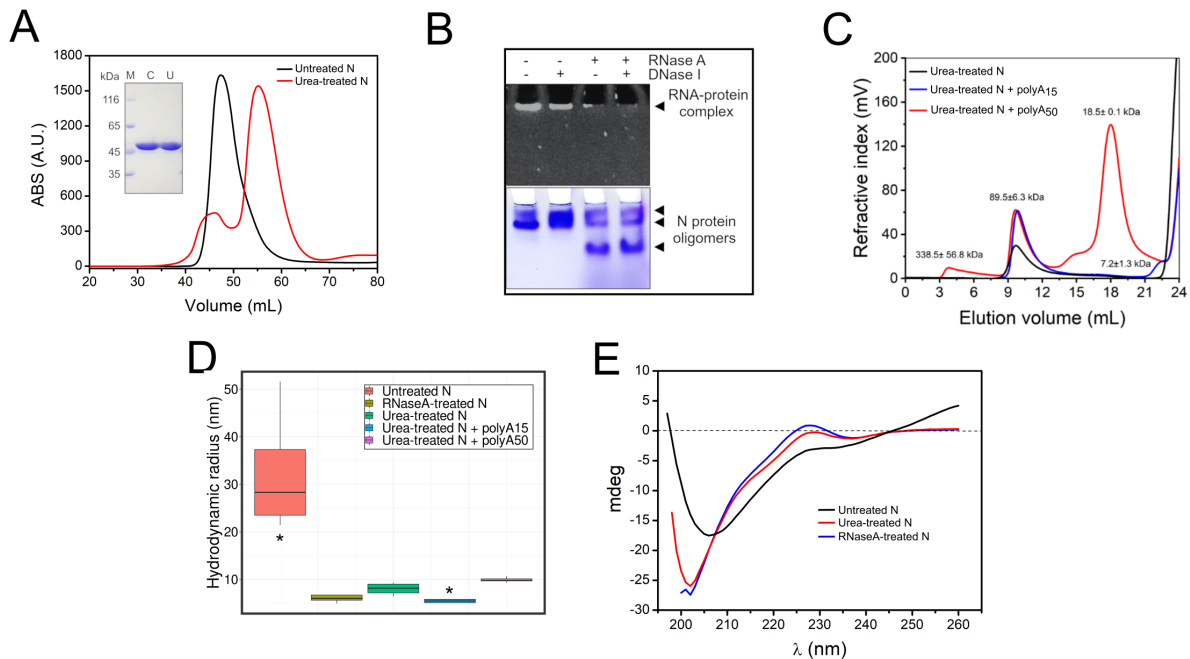 A
ABS (A.U.)
1800
1500
1200
900
600
300
0
20
30
40
50
60
70
80
Volume (mL)
Untreated N
Urea-treated N
kDa M C U
116
65
45
35
B
- - + + RNase A
- + - + DNase I
RNA-protein
complex
N protein
oligomers
C
Refractive index (mV)
200
160
120
80
40
0
0
3
6
9
12
15
18
21
24
Elution volume (mL)
Urea-treated N
Urea-treated N + polyA15
Urea-treated N + polyA50
18.5± 0.1 kDa
89.5±6.3 kDa
338.5± 56.8 kDa
7.2±1.3 kDa
D
Hydrodynamic radius (nm)
50
40
30
20
10
Untreated N
RNaseA-treated N
Urea-treated N
Urea-treated N + polyA15
Urea-treated N + polyA50
*
*
E
mdeg
10
5
0
-5
-10
-15
-20
-25
-30
200
210
220
230
240
250
260
λ (nm)
Untreated N
Urea-treated N
RNaseA-treated N